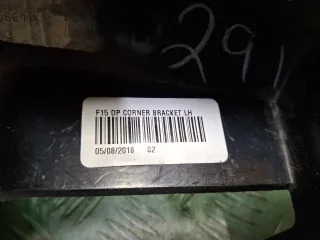 291
F15 DP CORNER BRACKET LH
05/08/2018 S2